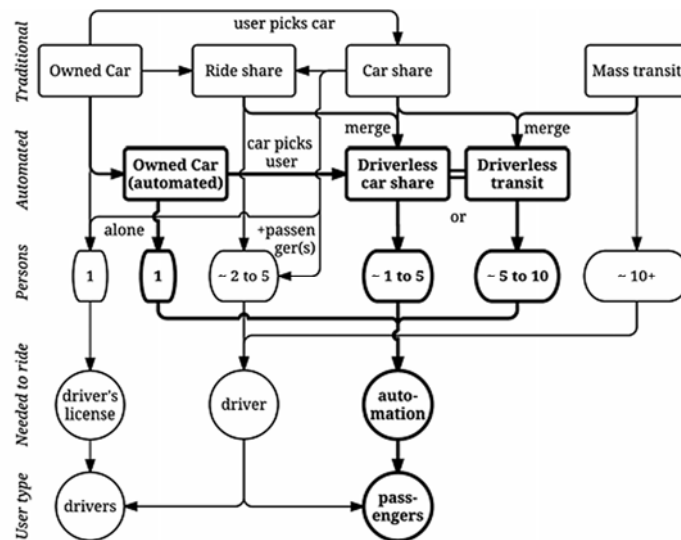 user picks car
Traditional
Owned Car
Ride share
Car share
Mass transit
merge
merge
car picks
user
Automated
Owned Car
(automated)
Driverless
car share
Driverless
transit
or
alone
+passen
ger(s)
Persons
1
1
~ 2 to 5
~ 1 to 5
~ 5 to 10
~ 10+
Needed to ride
driver's
license
driver
auto-
mation
User type
drivers
pass-
engers